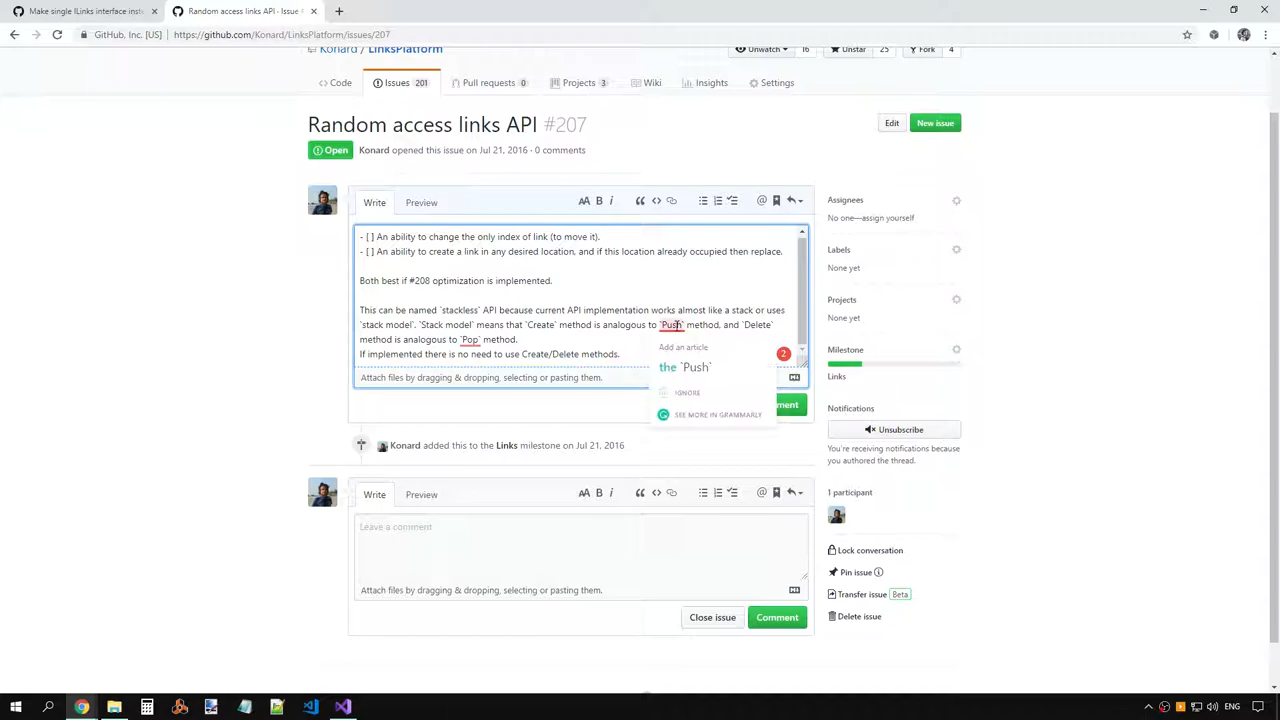 Make single ILinks interface inst
Random access links API - Issue
GitHub, Inc. [US]
https://github.com/Konard/LinksPlatform/issues/207
Konard / LinksPlatform
Unwatch 16
Unstar 25
Fork 4
Code
Issues 201
Pull requests 0
Projects 3
Wiki
Insights
Settings
Random access links API #207
Edit
New issue
Open
Konard opened this issue on Jul 21, 2016 · 0 comments
Write
Preview
- [ ] An ability to change the only index of link (to move it).
- [ ] An ability to create a link in any desired location, and if this location already occupied then replace.
Both best if #208 optimization is implemented.
This can be named `stackless` API because current API implementation works almost like a stack or uses
`stack model`. `Stack model` means that `Create` method is analogous to `Push` method, and `Delete`
method is analogous to `Pop` method.
If implemented there is no need to use Create/Delete methods.
Add an article
2
the `Push`
IGNORE
SEE MORE IN GRAMMARLY
Attach files by dragging & dropping, selecting or pasting them.
ment
Konard added this to the Links milestone on Jul 21, 2016
Write
Preview
Leave a comment
Attach files by dragging & dropping, selecting or pasting them.
Close issue
Comment
Assignees
No one—assign yourself
Labels
None yet
Projects
None yet
Milestone
Links
Notifications
Unsubscribe
You're receiving notifications because
you authored the thread.
1 participant
Lock conversation
Pin issue
Transfer issue Beta
Delete issue
ENG